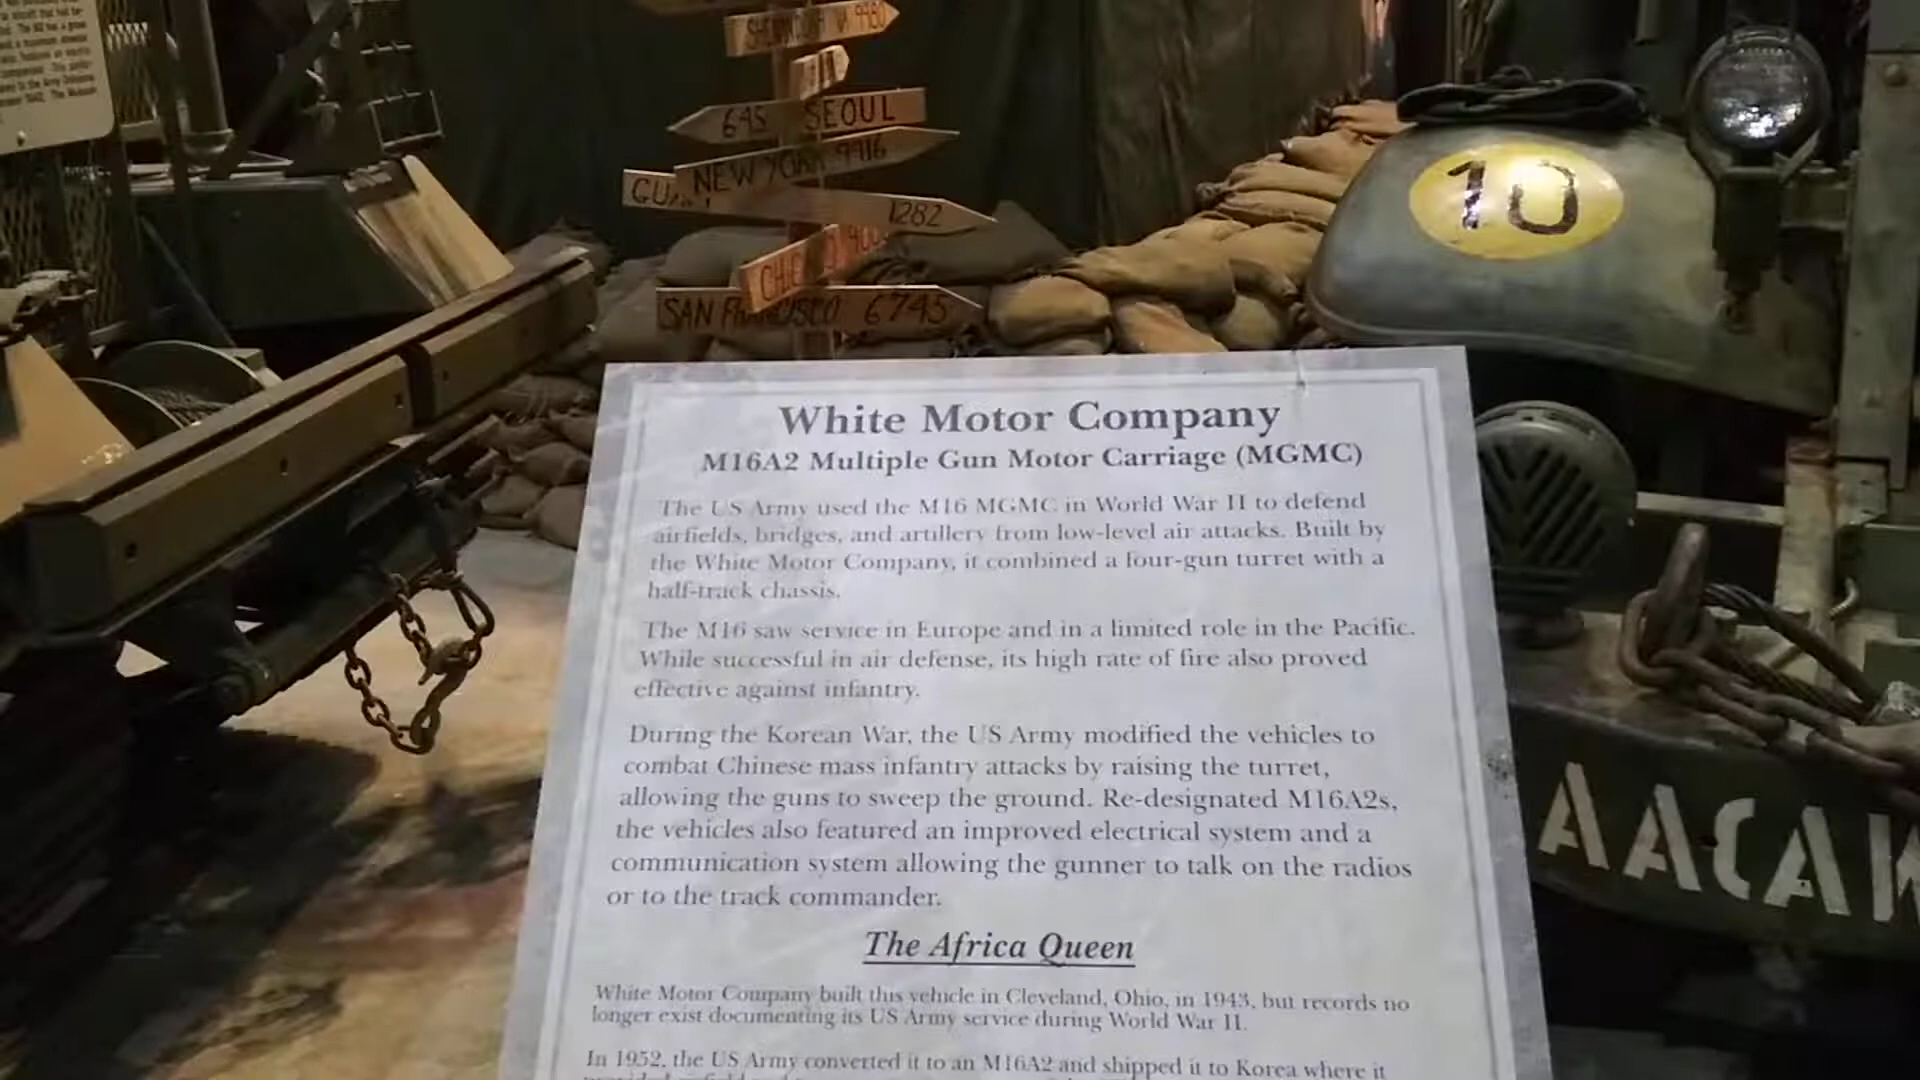 9980
645 SEOUL
NEW YORK 9916
1282
SAN FRANCISCO 6745
10
White Motor Company
M16A2 Multiple Gun Motor Carriage (MGMC)
The US Army used the M16 MGMC in World War II to defend
airfields, bridges, and artillery from low-level air attacks. Built by
the White Motor Company, it combined a four-gun turret with a
half-track chassis.
The M16 saw service in Europe and in a limited role in the Pacific.
While successful in air defense, its high rate of fire also proved
effective against infantry.
During the Korean War, the US Army modified the vehicles to
combat Chinese mass infantry attacks by raising the turret,
allowing the guns to sweep the ground. Re-designated M16A2s,
the vehicles also featured an improved electrical system and a
communication system allowing the gunner to talk on the radios
or to the track commander.
The Africa Queen
White Motor Company built this vehicle in Cleveland, Ohio, in 1943, but records no
longer exist documenting its US Army service during World War II.
In 1952, the US Army converted it to an M16A2 and shipped it to Korea where it